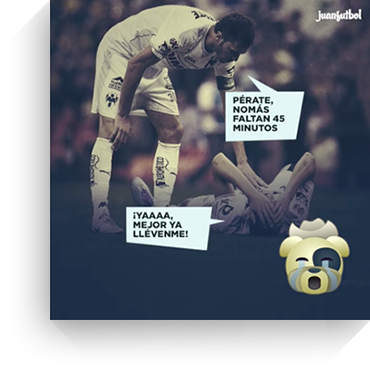 juanfutbol
PÉRATE,
NOMÁS
FALTAN 45
MINUTOS
¡YAAAA,
MEJOR YA
LLÉVENME!